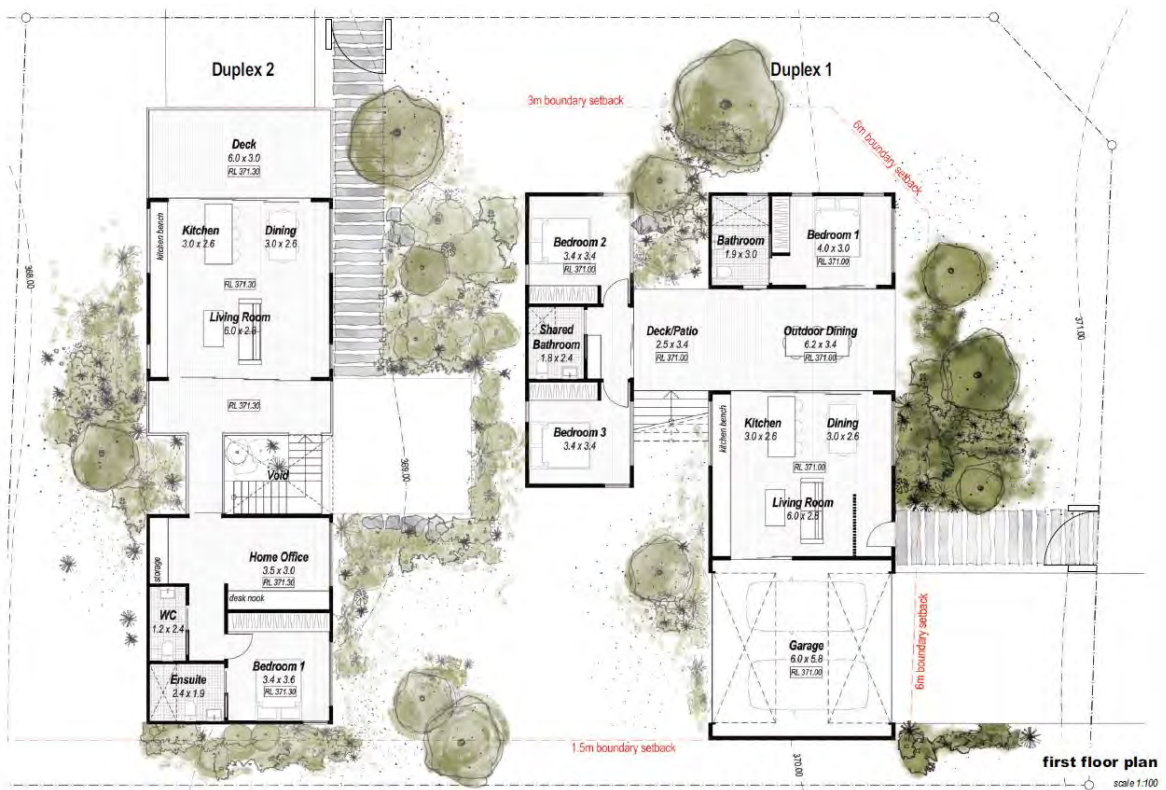 Duplex 2
Duplex 1
3m boundary setback
6m boundary setback
Deck
6.0 x 3.0
RL 371.30
kitchen bench
Kitchen
3.0 x 2.6
Dining
3.0 x 2.6
RL 371.30
Living Room
6.0 x 2.8
RL 371.30
Void
368.00
369.00
storage
Home Office
3.5 x 3.0
RL 371.30
desk nook
WC
1.2 x 2.4
Ensuite
2.4 x 1.9
Bedroom 1
3.4 x 3.6
RL 371.30
Bedroom 2
3.4 x 3.4
RL 371.00
Bathroom
1.9 x 3.0
Bedroom 1
4.0 x 3.0
RL 371.00
Shared
Bathroom
1.8 x 2.4
Deck/Patio
2.5 x 3.4
RL 371.00
Outdoor Dining
6.2 x 3.4
RL 371.00
371.00
Bedroom 3
3.4 x 3.4
kitchen bench
Kitchen
3.0 x 2.6
Dining
3.0 x 2.6
RL 371.00
Living Room
6.0 x 2.8
Garage
6.0 x 5.8
RL 371.00
6m boundary setback
1.5m boundary setback
370.00
first floor plan
scale 1:100